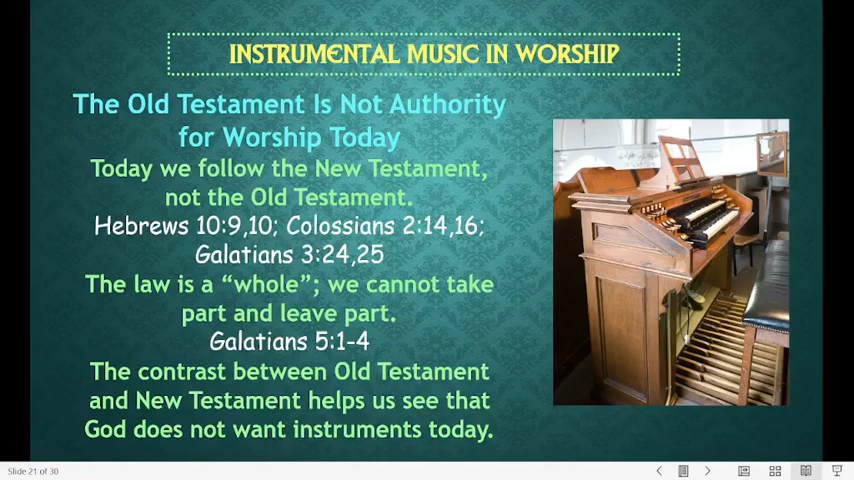 INSTRUMENTAL MUSIC IN WORSHIP
The Old Testament Is Not Authority
for Worship Today
Today we follow the New Testament,
not the Old Testament.
Hebrews 10:9,10; Colossians 2:14,16;
Galatians 3:24,25
The law is a “whole”; we cannot take
part and leave part.
Galatians 5:1-4
The contrast between Old Testament
and New Testament helps us see that
God does not want instruments today.
Slide 21 of 30